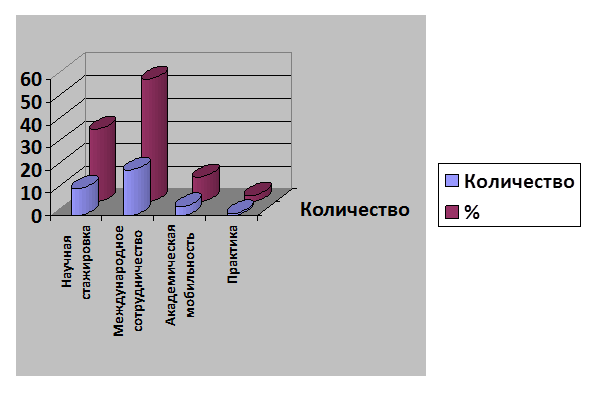 60
50
40
30
20
10
0
Количество
Научная
стажировка
Международное
сотрудничество
Академическая
мобильность
Практика
Количество
%